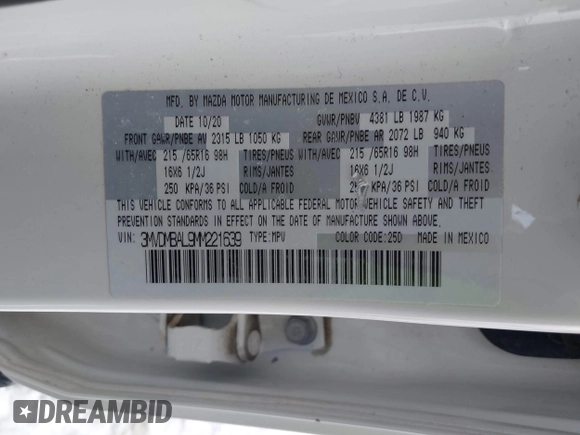 MFD. BY MAZDA MOTOR MANUFACTURING DE MEXICO S.A. DE C.V.
DATE 10/20 GVWR/PNBV 4381 LB 1987 KG
FRONT GAWR/PNBE AV 2315 LB 1050 KG REAR GAWR/PNBE AR 2072 LB 940 KG
WITH/AVEC 215 /65R16 98H TIRES/PNEUS WITH/AVEC 215 /65R16 98H TIRES/PNEUS
16X6 1/2J RIMS/JANTES 16X6 1/2J RIMS/JANTES
250 KPA/36 PSI COLD/A FROID KPA/36 PSI COLD/A FROID
THIS VEHICLE CONFORMS TO ALL APPLICABLE FEDERAL MOTOR VEHICLE SAFETY AND THEFT
PREVENTION STANDARDS IN EFFECT ON THE DATE OF MANUFACTURE SHOWN ABOVE.
VIN: 3MVDMBAL9MM221639 TYPE:MPV COLOR CODE:25D MADE IN MEXICO
DREAMBID